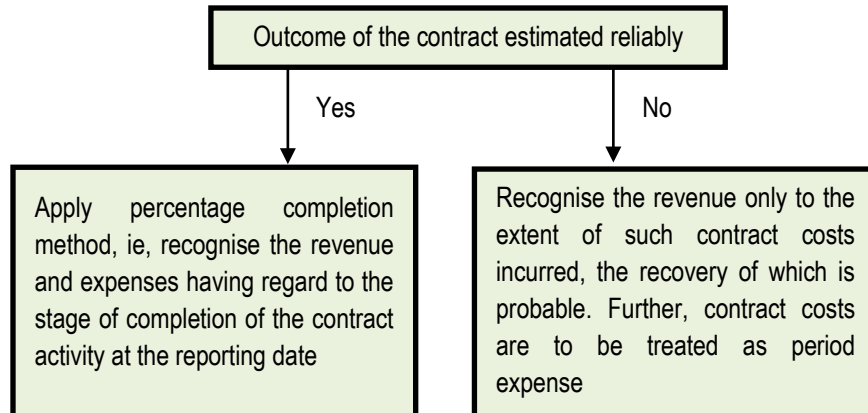 Outcome of the contract estimated reliably
Yes
No
Apply percentage completion
method, ie, recognise the revenue
and expenses having regard to the
stage of completion of the contract
activity at the reporting date
Recognise the revenue only to the
extent of such contract costs
incurred, the recovery of which is
probable. Further, contract costs
are to be treated as period
expense